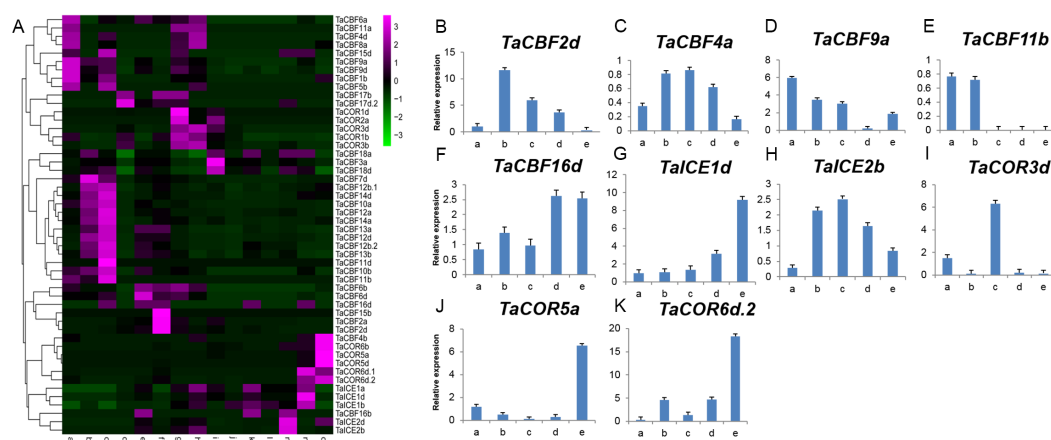 A
TaCBF6a
TaCBF11a
TaCBF4d
TaCBF8a
TaCBF15d
TaCBF9a
TaCBF9d
TaCBF1b
TaCBF5b
TaCBF17b
TaCBF17d.2
TaCOR1d
TaCOR2a
TaCOR3d
TaCOR1b
TaCOR3b
TaCBF18a
TaCBF3a
TaCBF18d
TaCBF7d
TaCBF12b.1
TaCBF14d
TaCBF10a
TaCBF12a
TaCBF14a
TaCBF13a
TaCBF12d
TaCBF12b.2
TaCBF13b
TaCBF11d
TaCBF10b
TaCBF11b
TaCBF6b
TaCBF6d
TaCBF16d
TaCBF15b
TaCBF2a
TaCBF2d
TaCBF4b
TaCOR6b
TaCOR5a
TaCOR5d
TaCOR6d.1
TaCOR6d.2
TaICE1a
TaICE1d
TaICE1b
TaCBF16b
TaICE2d
TaICE2b
3
2
1
0
-1
-2
-3
B
TaCBF2d
Relative expression
15
10
5
0
a b c d e
C
TaCBF4a
1
0.8
0.6
0.4
0.2
0
a b c d e
D
TaCBF9a
8
6
4
2
0
a b c d e
E
TaCBF11b
1
0.8
0.6
0.4
0.2
0
a b c d e
F
TaCBF16d
Relative expression
3
2.5
2
1.5
1
0.5
0
a b c d e
G
TaICE1d
12
10
8
6
4
2
0
a b c d e
H
TaICE2b
3
2.5
2
1.5
1
0.5
0
a b c d e
I
TaCOR3d
8
6
4
2
0
a b c d e
J
TaCOR5a
Relative expression
8
6
4
2
0
a b c d e
K
TaCOR6d.2
20
15
10
5
0
a b c d e